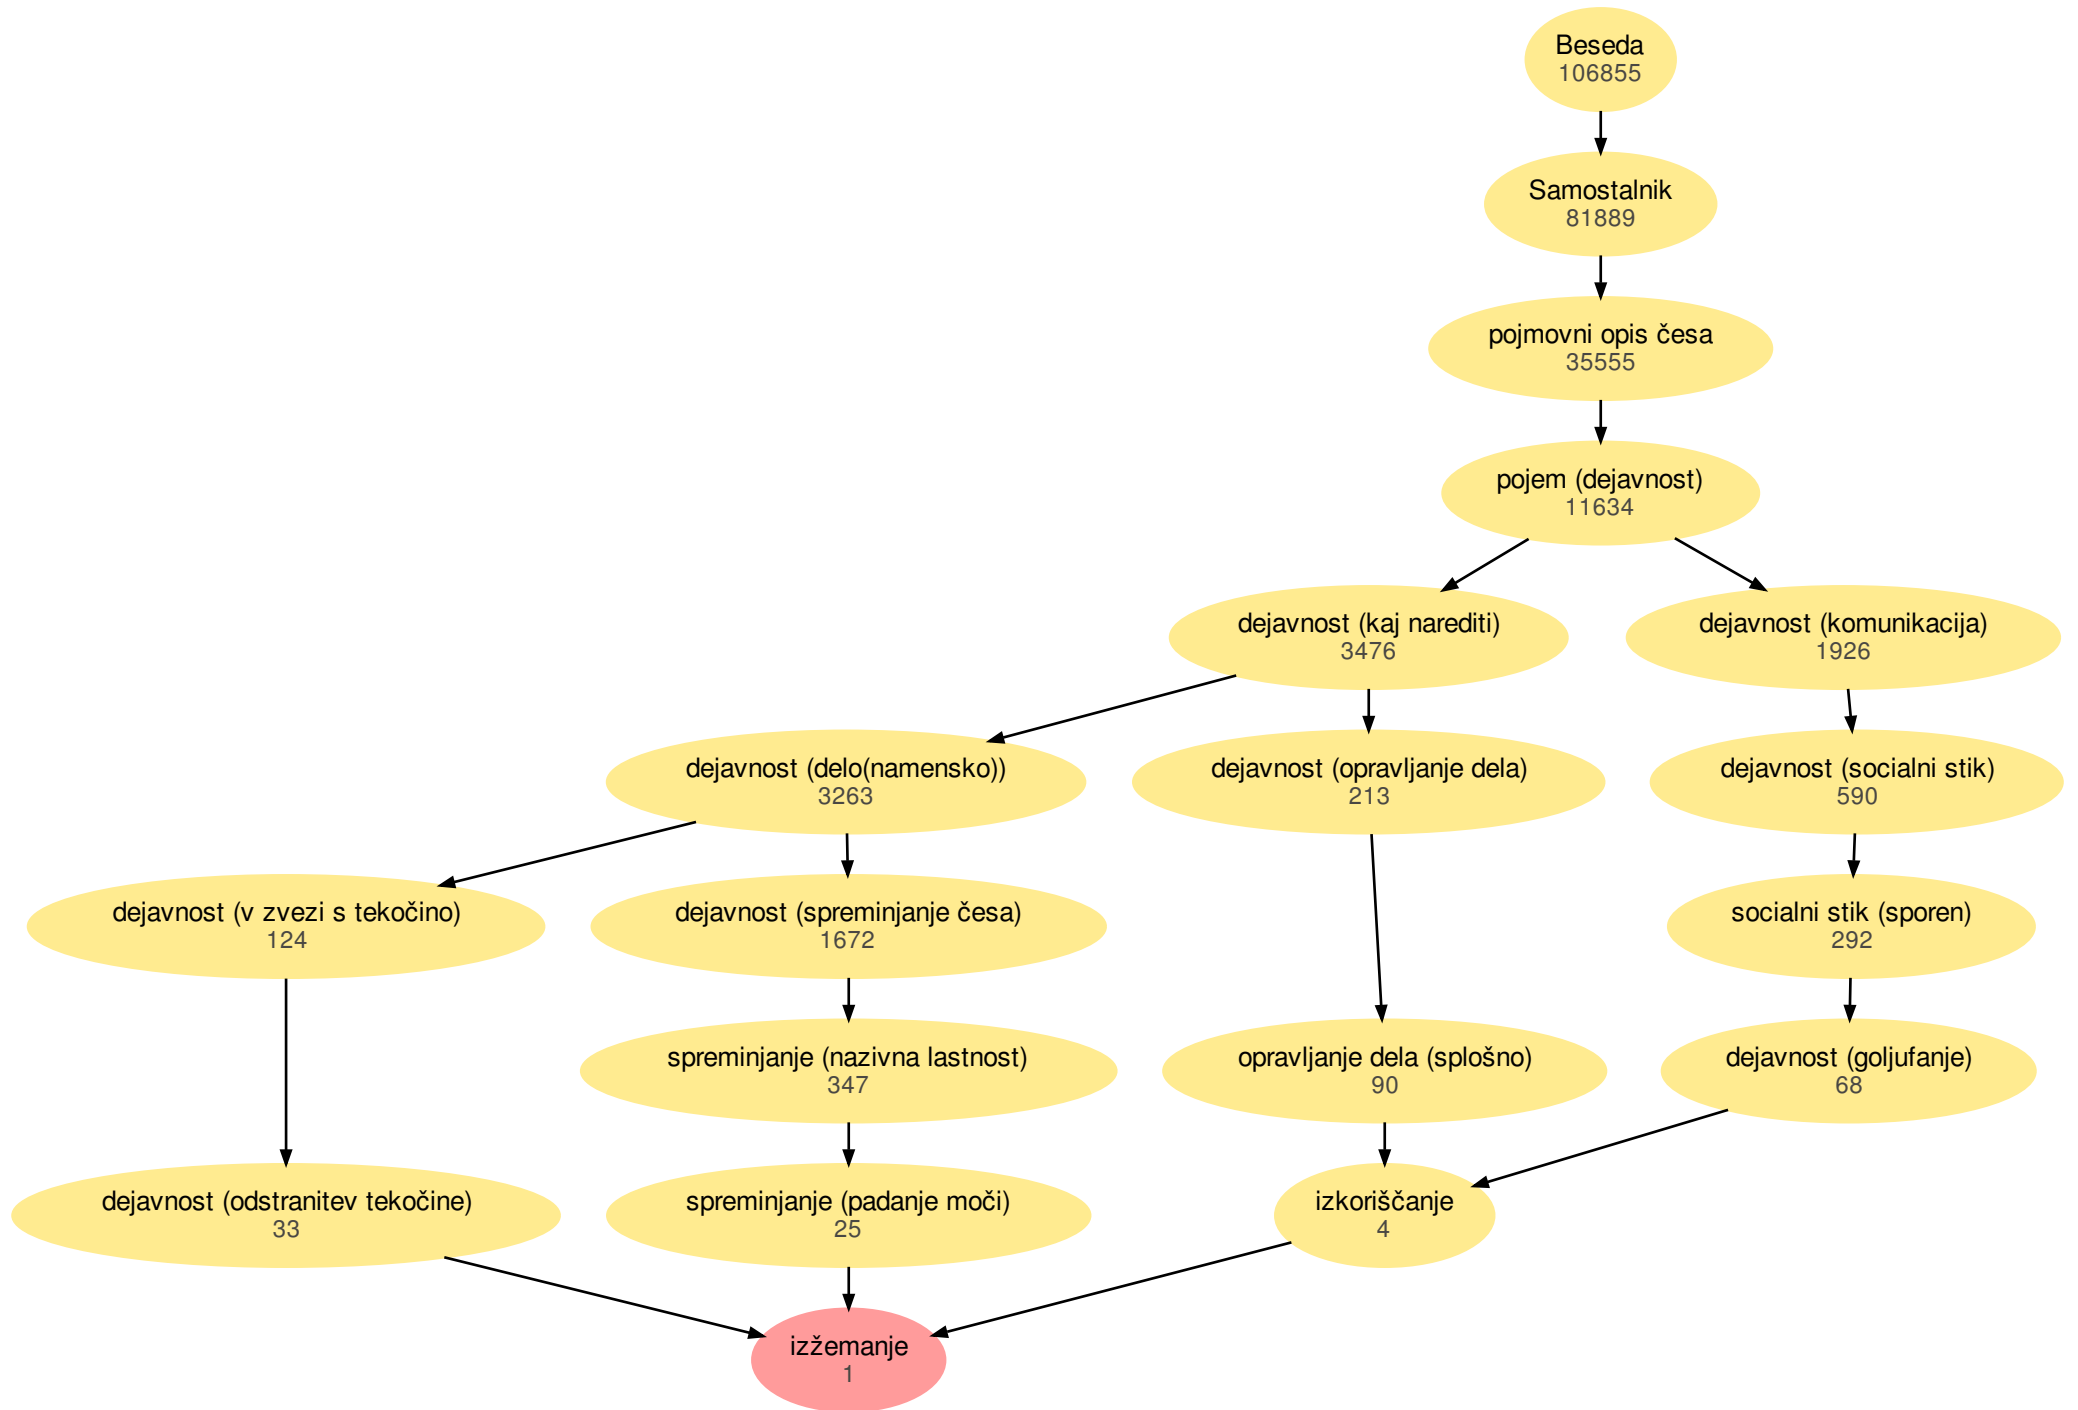 Beseda
106855
Samostalnik
81889
pojmovni opis česa
35555
pojem (dejavnost)
11634
dejavnost (kaj narediti)
3476
dejavnost (komunikacija)
1926
dejavnost (delo(namensko))
3263
dejavnost (opravljanje dela)
213
dejavnost (socialni stik)
590
dejavnost (v zvezi s tekočino)
124
dejavnost (spreminjanje česa)
1672
socialni stik (sporen)
292
spreminjanje (nazivna lastnost)
347
opravljanje dela (splošno)
90
dejavnost (goljufanje)
68
dejavnost (odstranitev tekočine)
33
spreminjanje (padanje moči)
25
izkoriščanje
4
izžemanje
1